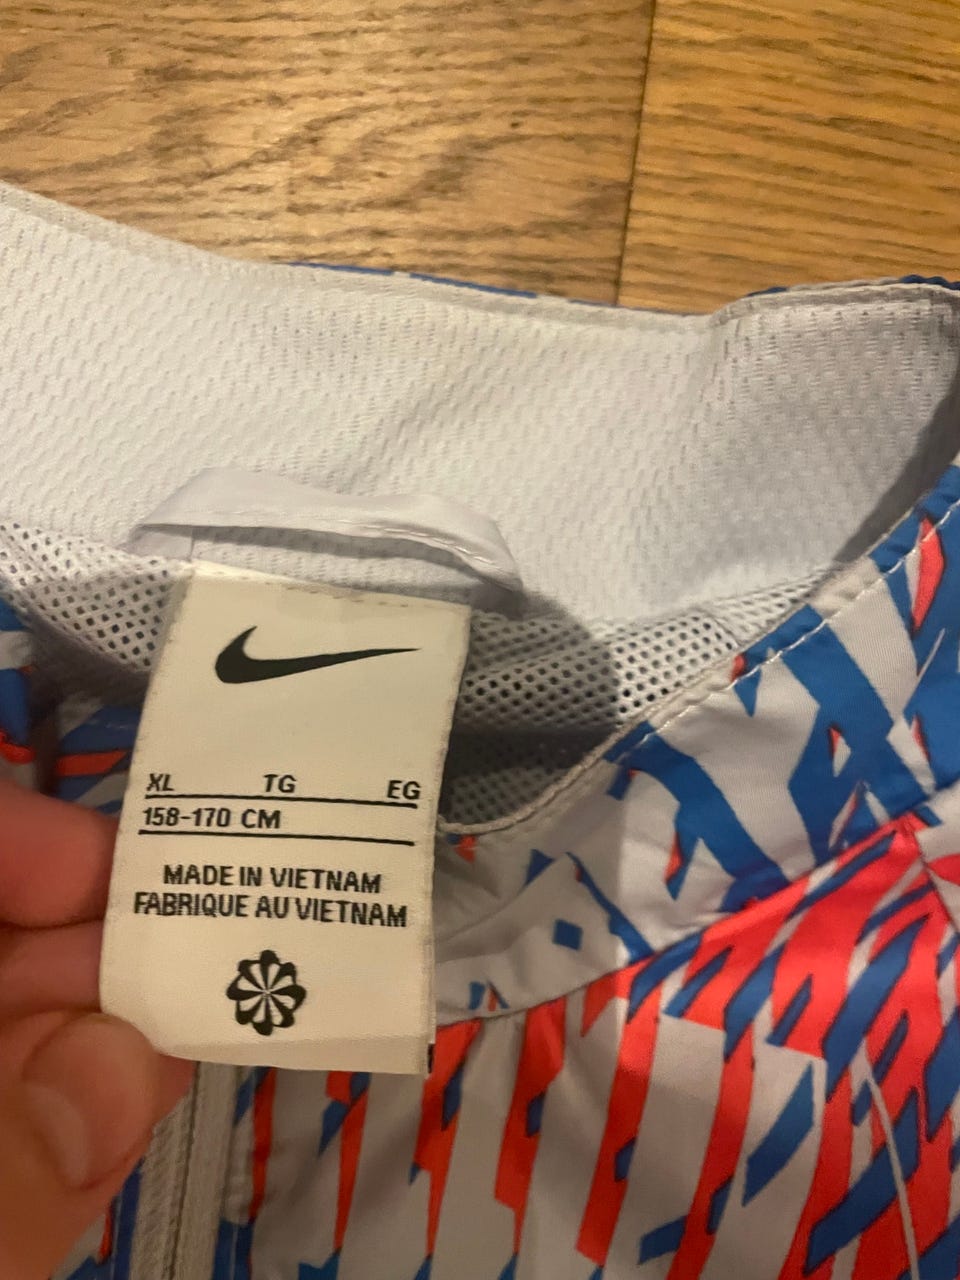 XL TG EG
158-170 CM
MADE IN VIETNAM
FABRIQUE AU VIETNAM